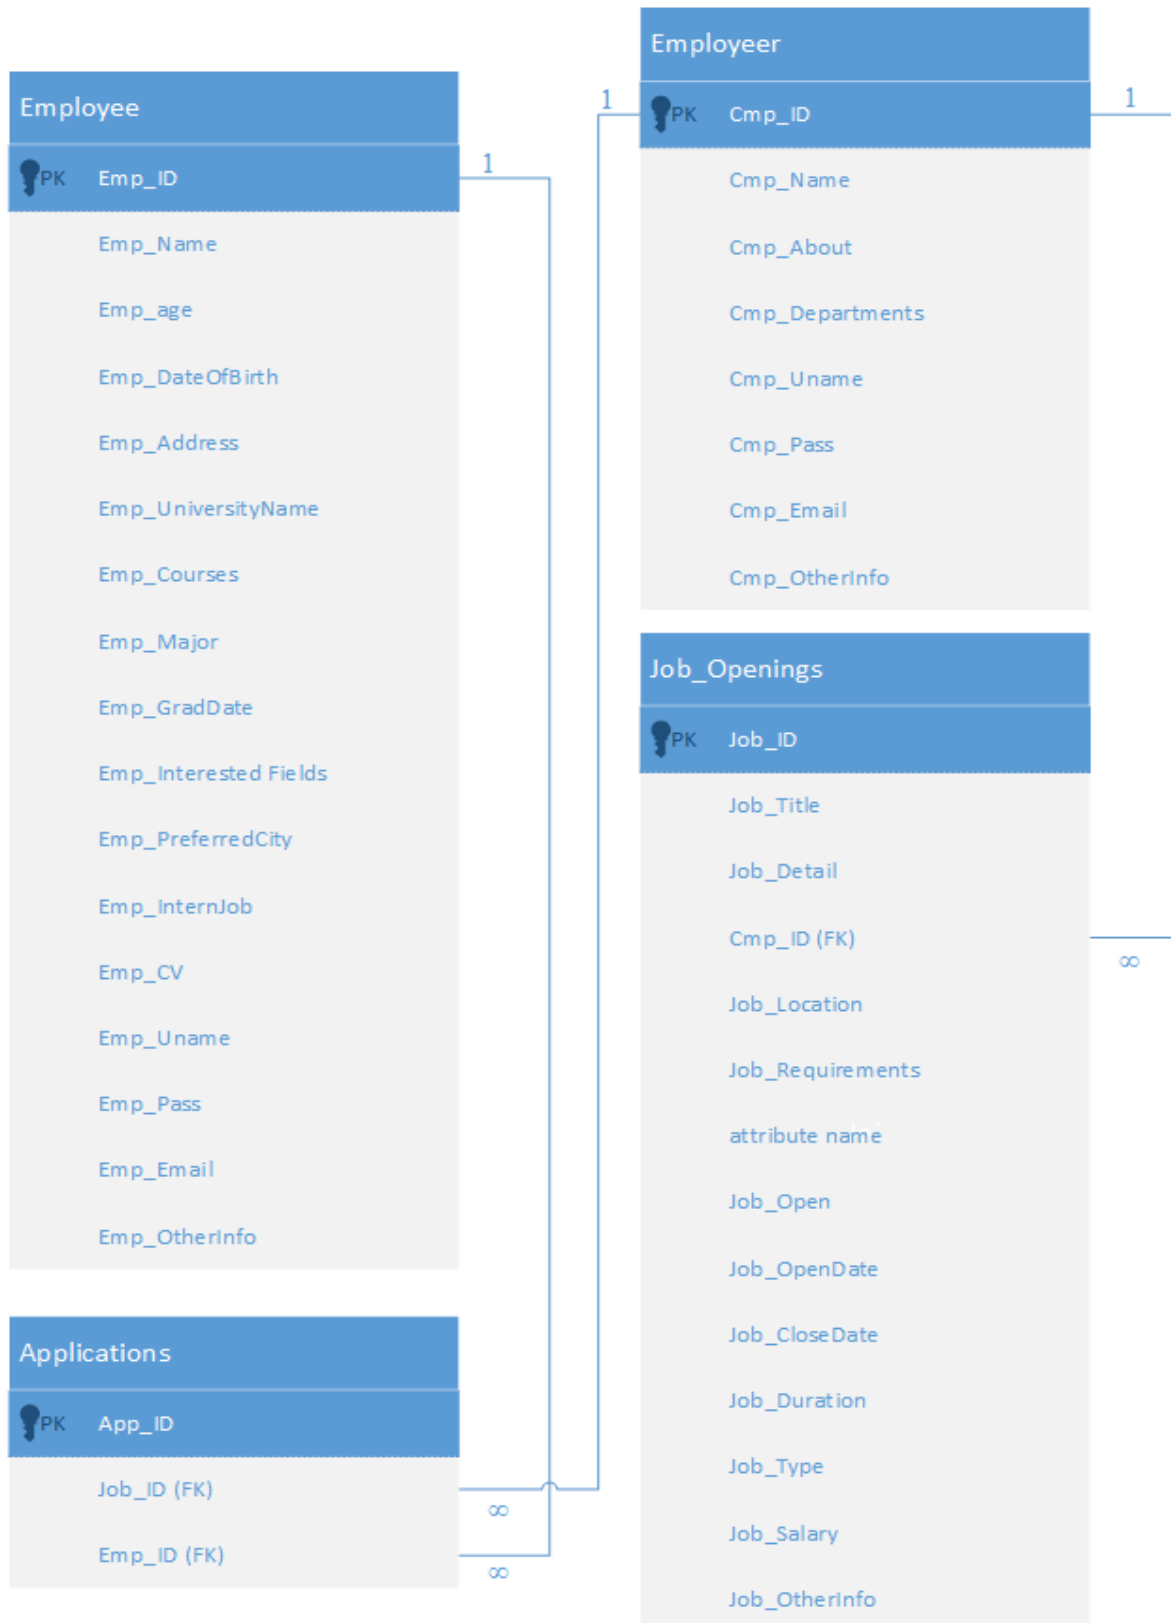 Employee
PK Emp_ID
Emp_Name
Emp_age
Emp_DateOfBirth
Emp_Address
Emp_UniversityName
Emp_Courses
Emp_Major
Emp_GradDate
Emp_Interested Fields
Emp_PreferredCity
Emp_InternJob
Emp_CV
Emp_Uname
Emp_Pass
Emp_Email
Emp_OtherInfo
1
Applications
PK App_ID
Job_ID (FK)
∞
Emp_ID (FK)
∞
Employeer
1
PK Cmp_ID
1
Cmp_Name
Cmp_About
Cmp_Departments
Cmp_Uname
Cmp_Pass
Cmp_Email
Cmp_OtherInfo
Job_Openings
PK Job_ID
Job_Title
Job_Detail
Cmp_ID (FK)
∞
Job_Location
Job_Requirements
attribute name
Job_Open
Job_OpenDate
Job_CloseDate
Job_Duration
Job_Type
Job_Salary
Job_OtherInfo